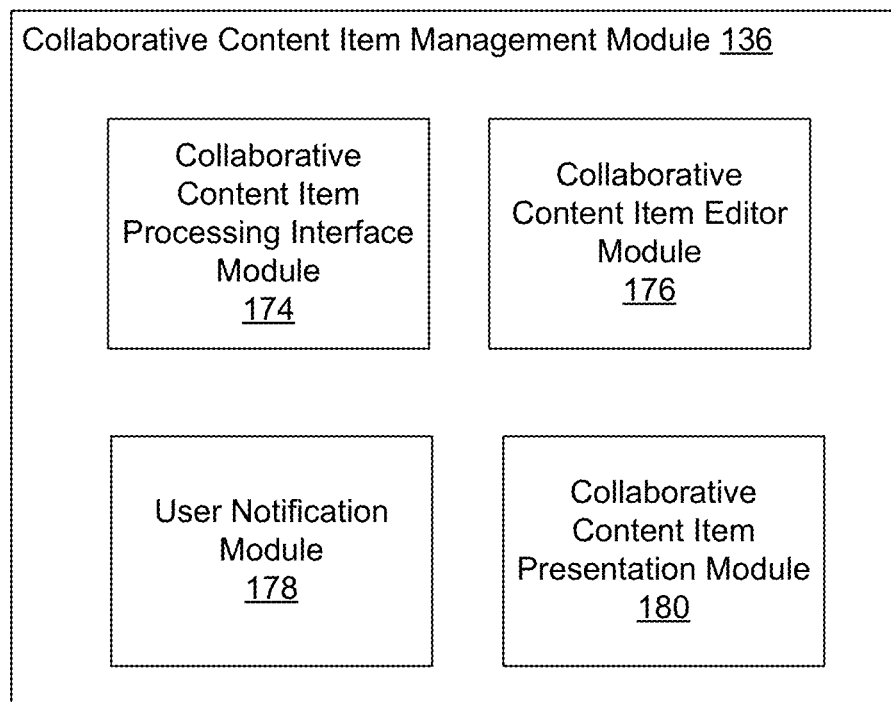 Collaborative Content Item Management Module 136
Collaborative
Content Item
Processing Interface
Module
174
Collaborative
Content Item Editor
Module
176
User Notification
Module
178
Collaborative
Content Item
Presentation Module
180